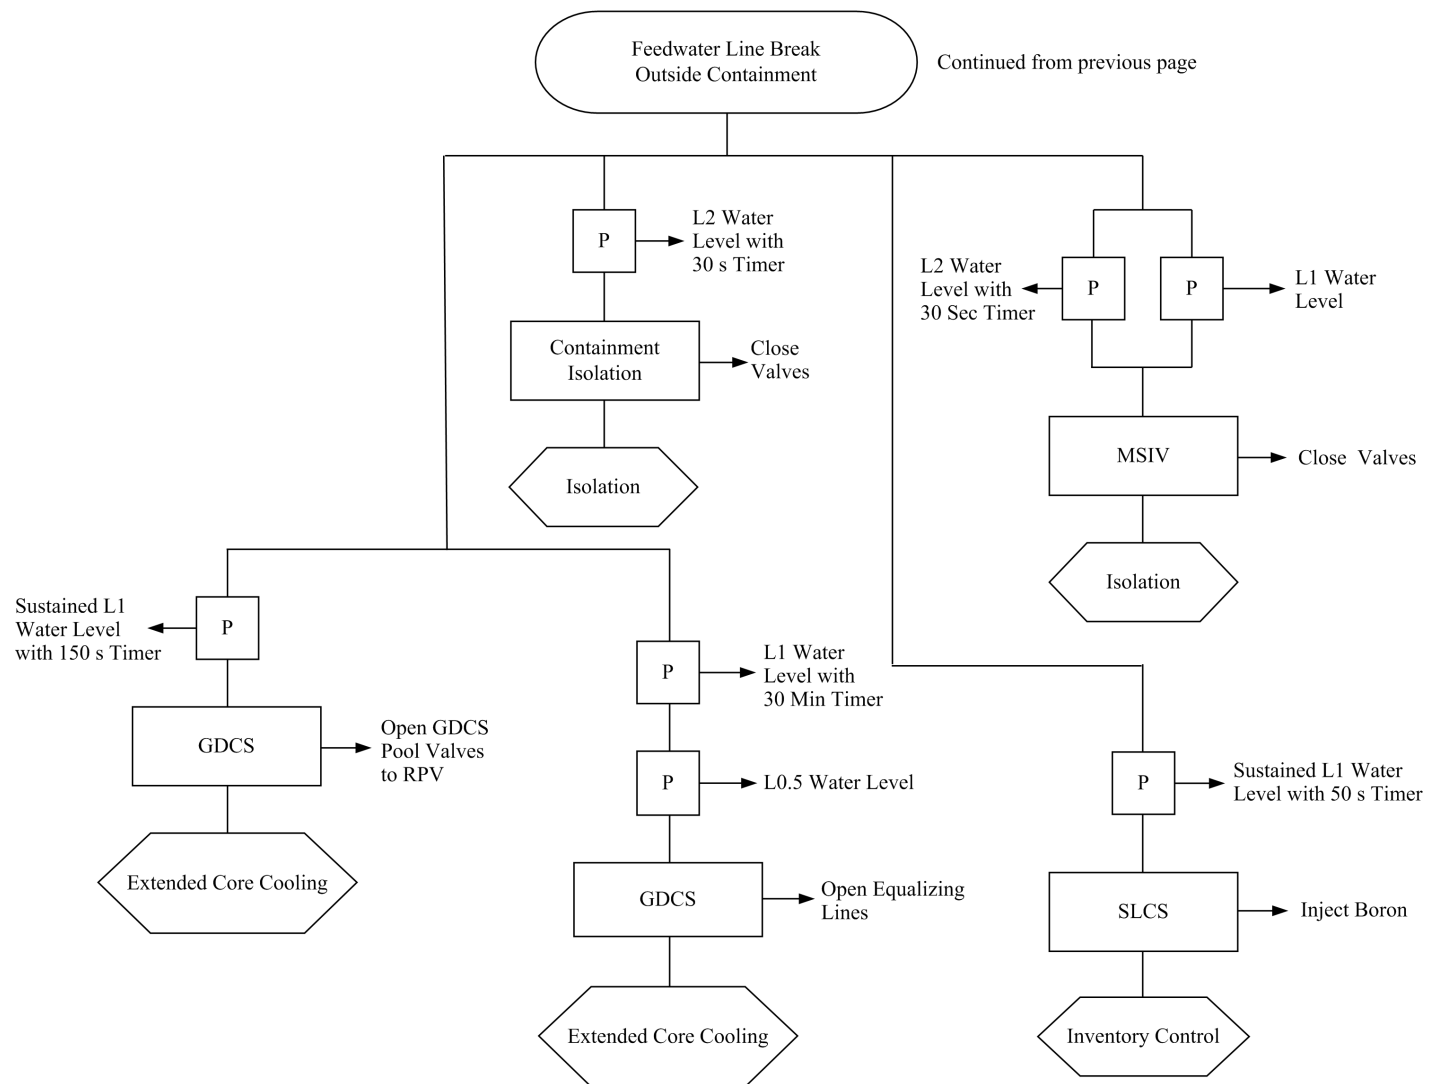 Feedwater Line Break
Outside Containment
Continued from previous page
P
L2 Water
Level with
30 s Timer
L2 Water
Level with
30 Sec Timer
P
P
L1 Water
Level
Containment
Isolation
Close
Valves
MSIV
Close Valves
Isolation
Isolation
Sustained L1
Water Level
with 150 s Timer
P
P
L1 Water
Level with
30 Min Timer
GDCS
Open GDCS
Pool Valves
to RPV
P
L0.5 Water Level
P
Sustained L1 Water
Level with 50 s Timer
Extended Core Cooling
GDCS
Open Equalizing
Lines
SLCS
Inject Boron
Extended Core Cooling
Inventory Control